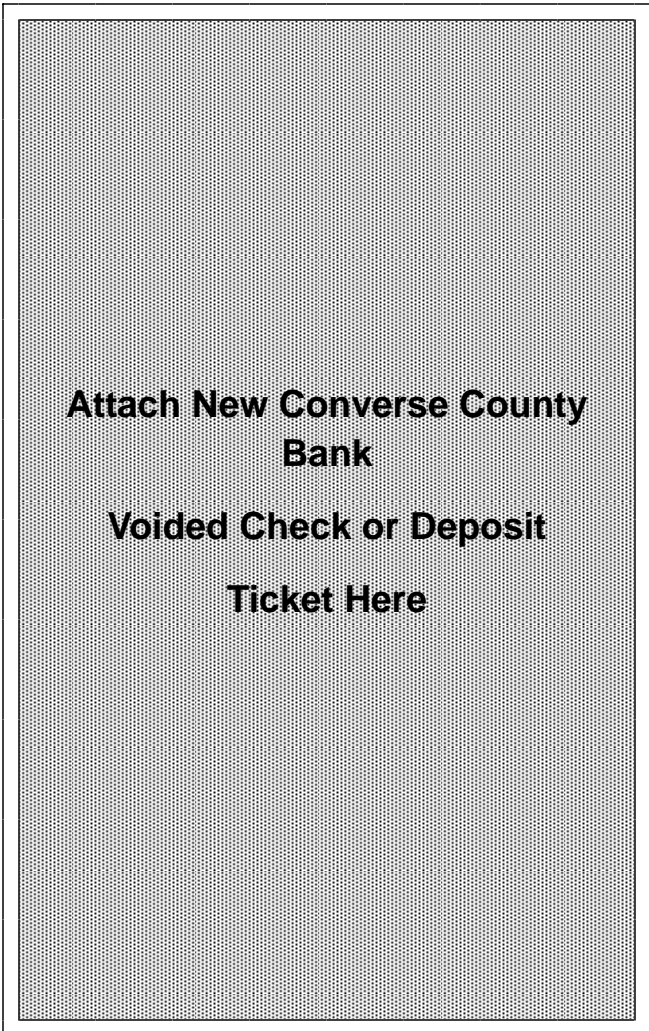 Attach New Converse County
Bank
Voided Check or Deposit
Ticket Here